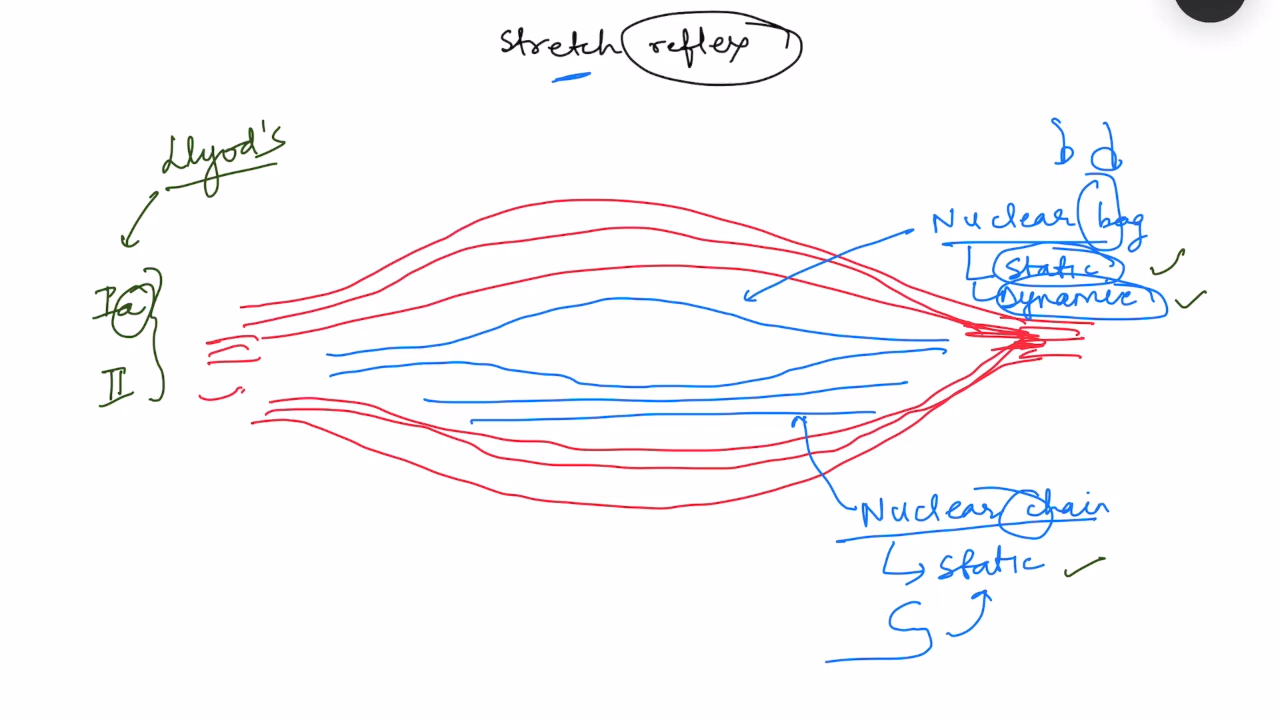 Stretch reflex
Llyod's
Ia
II
b d
Nuclear bag
Static
Dynamic
Nuclear chain
Static
S